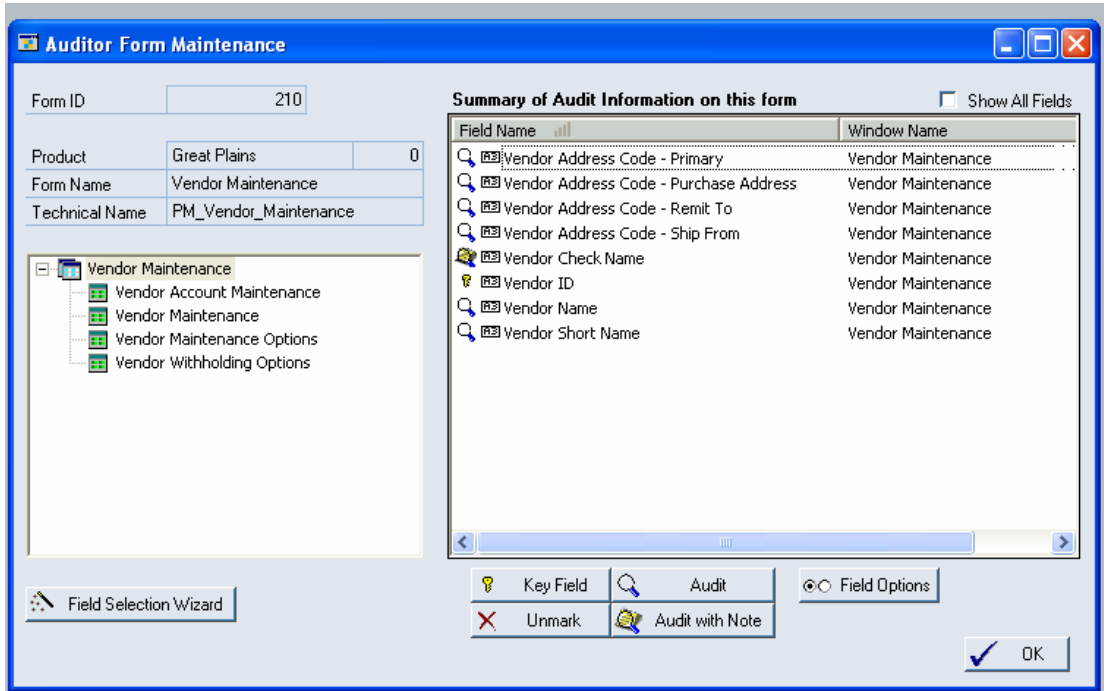 Auditor Form Maintenance
Form ID 210
Product Great Plains 0
Form Name Vendor Maintenance
Technical Name PM_Vendor_Maintenance
Vendor Maintenance
Vendor Account Maintenance
Vendor Maintenance
Vendor Maintenance Options
Vendor Withholding Options
Field Selection Wizard
Summary of Audit Information on this form Show All Fields
Field Name Window Name
Vendor Address Code - Primary Vendor Maintenance
Vendor Address Code - Purchase Address Vendor Maintenance
Vendor Address Code - Remit To Vendor Maintenance
Vendor Address Code - Ship From Vendor Maintenance
Vendor Check Name Vendor Maintenance
Vendor ID Vendor Maintenance
Vendor Name Vendor Maintenance
Vendor Short Name Vendor Maintenance
Key Field Audit Field Options
Unmark Audit with Note
OK